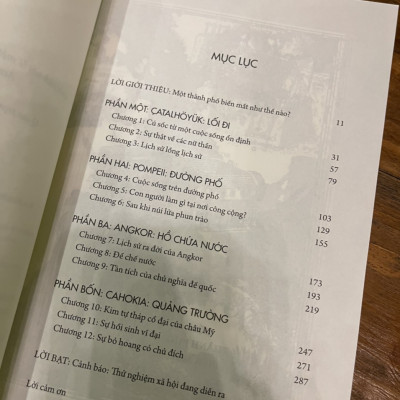 MỤC LỤC
LỜI GIỚI THIỆU: Một thành phố biến mất như thế nào? 11
PHẦN MỘT: ÇATALHÖYÜK: LỐI ĐI
Chương 1: Cú sốc từ một cuộc sống ổn định 31
Chương 2: Sự thật về các nữ thần 57
Chương 3: Lịch sử lồng lịch sử 79
PHẦN HAI: POMPEII: ĐƯỜNG PHỐ
Chương 4: Cuộc sống trên đường phố 103
Chương 5: Con người làm gì tại nơi công cộng? 129
Chương 6: Sau khi núi lửa phun trào 155
PHẦN BA: ANGKOR: HỒ CHỨA NƯỚC
Chương 7: Lịch sử ra đời của Angkor 173
Chương 8: Đế chế nước 193
Chương 9: Tàn tích của chủ nghĩa đế quốc 219
PHẦN BỐN: CAHOKIA: QUẢNG TRƯỜNG
Chương 10: Kim tự tháp cổ đại của châu Mỹ 247
Chương 11: Sự hồi sinh vĩ đại 271
Chương 12: Sự bỏ hoang có chủ đích 287
LỜI BẠT: Cảnh báo: Thử nghiệm xã hội đang diễn ra
Lời cảm ơn